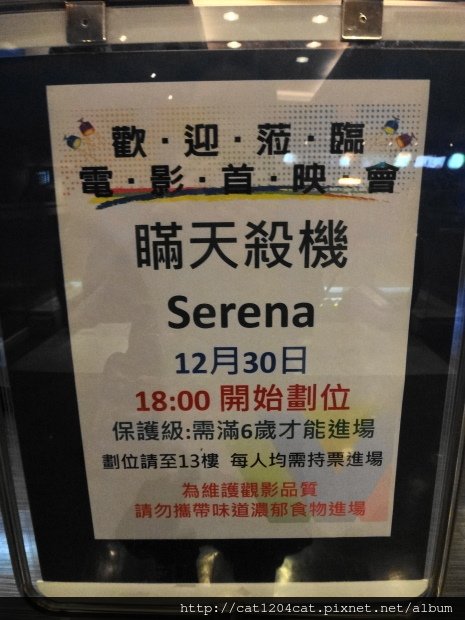 歡・迎・蒞・臨
電・影・首・映・會
瞞天殺機
Serena
12月30日
18:00 開始劃位
保護級:需滿6歲才能進場
劃位請至13樓 每人均需持票進場
為維護觀影品質
請勿攜帶味道濃郁食物進場
http://cat1204cat.pixnet.net/album